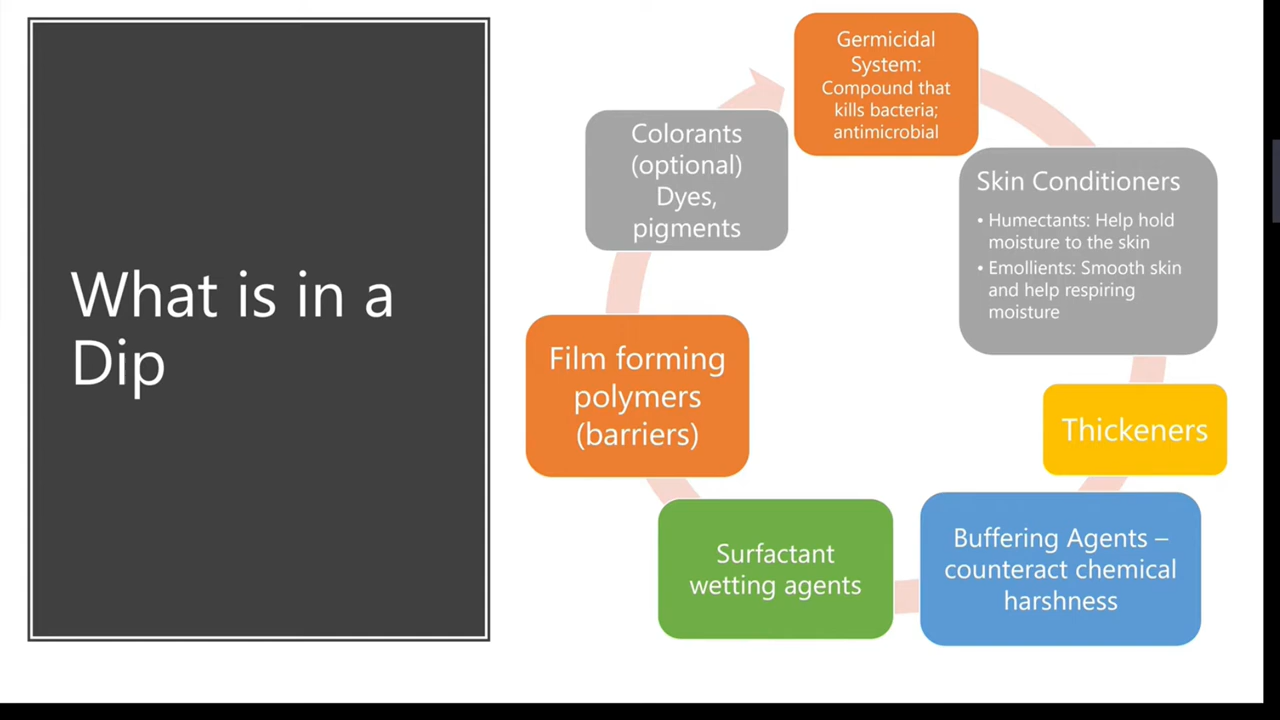 What is in a
Dip
Germicidal
System:
Compound that
kills bacteria;
antimicrobial
Skin Conditioners
• Humectants: Help hold
moisture to the skin
• Emollients: Smooth skin
and help respiring
moisture
Thickeners
Buffering Agents –
counteract chemical
harshness
Surfactant
wetting agents
Film forming
polymers
(barriers)
Colorants
(optional)
Dyes,
pigments